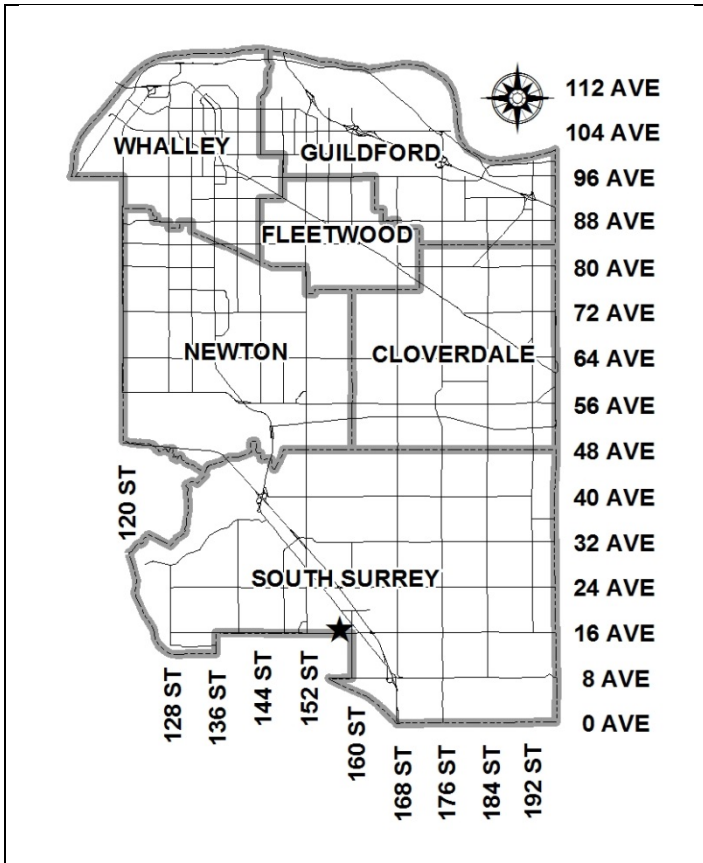 112 AVE
104 AVE
WHALLEY
GUILDFORD
96 AVE
88 AVE
FLEETWOOD
80 AVE
72 AVE
NEWTON
CLOVERDALE
64 AVE
56 AVE
48 AVE
120 ST
40 AVE
32 AVE
SOUTH SURREY
24 AVE
16 AVE
128 ST
136 ST
144 ST
152 ST
8 AVE
160 ST
0 AVE
168 ST
176 ST
184 ST
192 ST